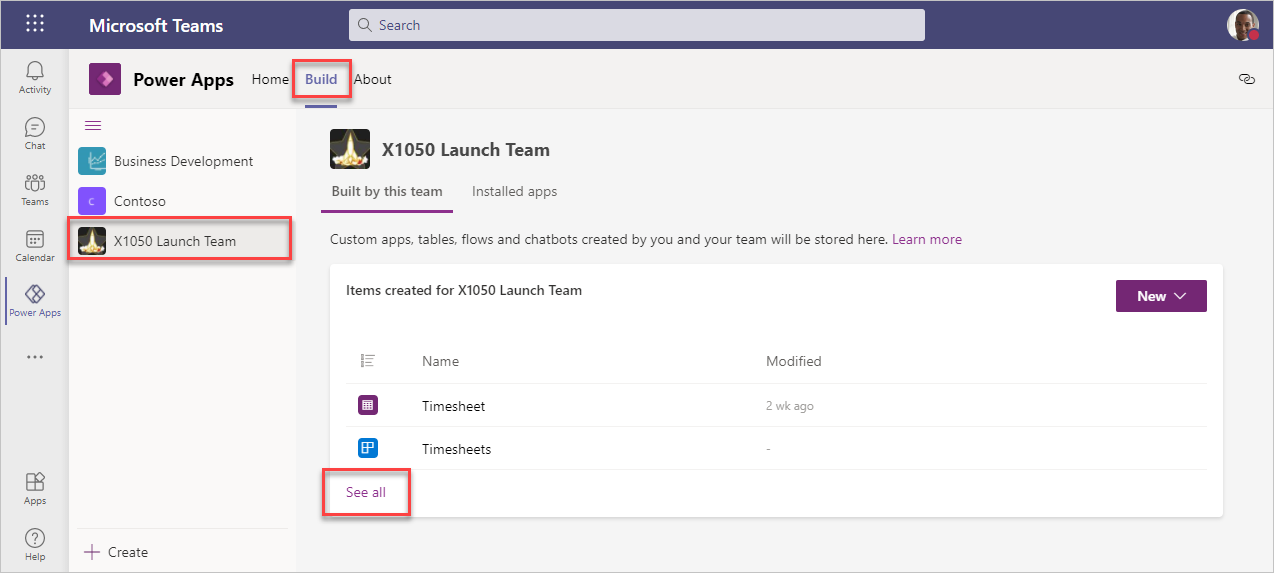 Microsoft Teams
Search
Activity
Chat
Teams
Calendar
Power Apps
Apps
Help
Power Apps Home Build About
Business Development
C Contoso
X1050 Launch Team
Create
X1050 Launch Team
Built by this team Installed apps
Custom apps, tables, flows and chatbots created by you and your team will be stored here. Learn more
Items created for X1050 Launch Team
New
Name Modified
Timesheet 2 wk ago
Timesheets -
See all